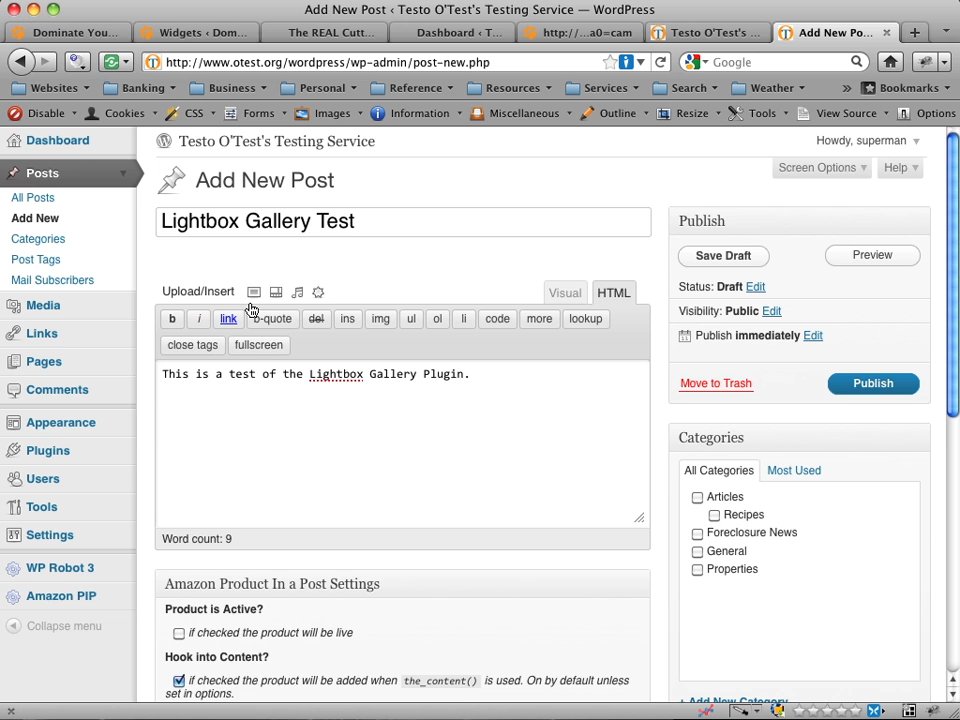 Add New Post ‹ Testo O'Test's Testing Service — WordPress
Dominate You...
Widgets ‹ Dom...
The REAL Cutt...
Dashboard ‹ T...
http://...a0=cam
Testo O'Test's ...
Add New Po...
http://www.otest.org/wordpress/wp-admin/post-new.php
Google
Websites
Banking
Business
Personal
Reference
Resources
Services
Search
Weather
Bookmarks
Disable
Cookies
CSS
Forms
Images
Information
Miscellaneous
Outline
Resize
Tools
View Source
Options
Testo O'Test's Testing Service
Howdy, superman
Screen Options
Help
Add New Post
Dashboard
Posts
All Posts
Add New
Categories
Post Tags
Mail Subscribers
Media
Links
Pages
Comments
Appearance
Plugins
Users
Tools
Settings
WP Robot 3
Amazon PIP
Collapse menu
Lightbox Gallery Test
Upload/Insert
Visual
HTML
b
i
link
b-quote
del
ins
img
ul
ol
li
code
more
lookup
close tags
fullscreen
This is a test of the Lightbox Gallery Plugin.
Word count: 9
Amazon Product In a Post Settings
Product is Active?
if checked the product will be live
Hook into Content?
if checked the product will be added when the_content() is used. On by default unless
set in options.
Publish
Save Draft
Preview
Status: Draft Edit
Visibility: Public Edit
Publish immediately Edit
Move to Trash
Publish
Categories
All Categories
Most Used
Articles
Recipes
Foreclosure News
General
Properties
+ Add New Category